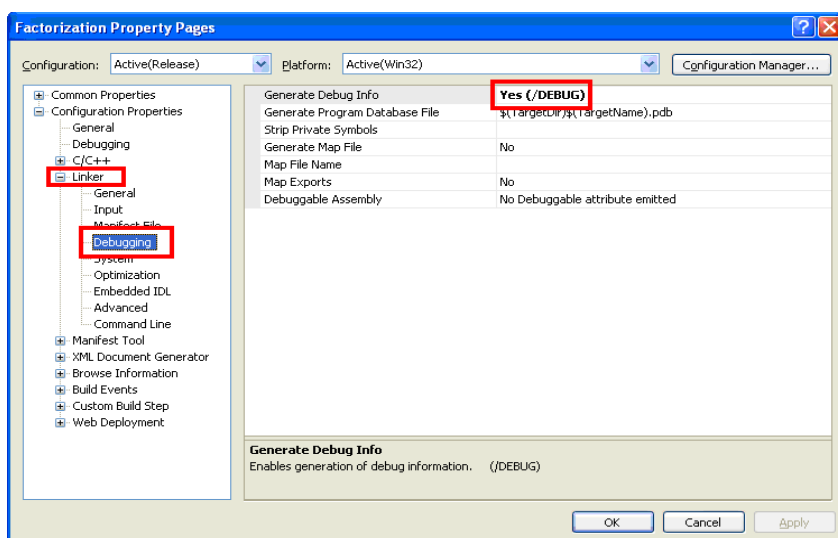 Factorization Property Pages
Configuration: Active(Release) Platform: Active(Win32) Configuration Manager...
Common Properties
Configuration Properties
General
Debugging
C/C++
Linker
General
Input
Manifest File
Debugging
System
Optimization
Embedded IDL
Advanced
Command Line
Manifest Tool
XML Document Generator
Browse Information
Build Events
Custom Build Step
Web Deployment
Generate Debug Info Yes (/DEBUG)
Generate Program Database File $(TargetDir)$(TargetName).pdb
Strip Private Symbols
Generate Map File No
Map File Name
Map Exports No
Debuggable Assembly No Debuggable attribute emitted
Generate Debug Info
Enables generation of debug information. (/DEBUG)
OK Cancel Apply